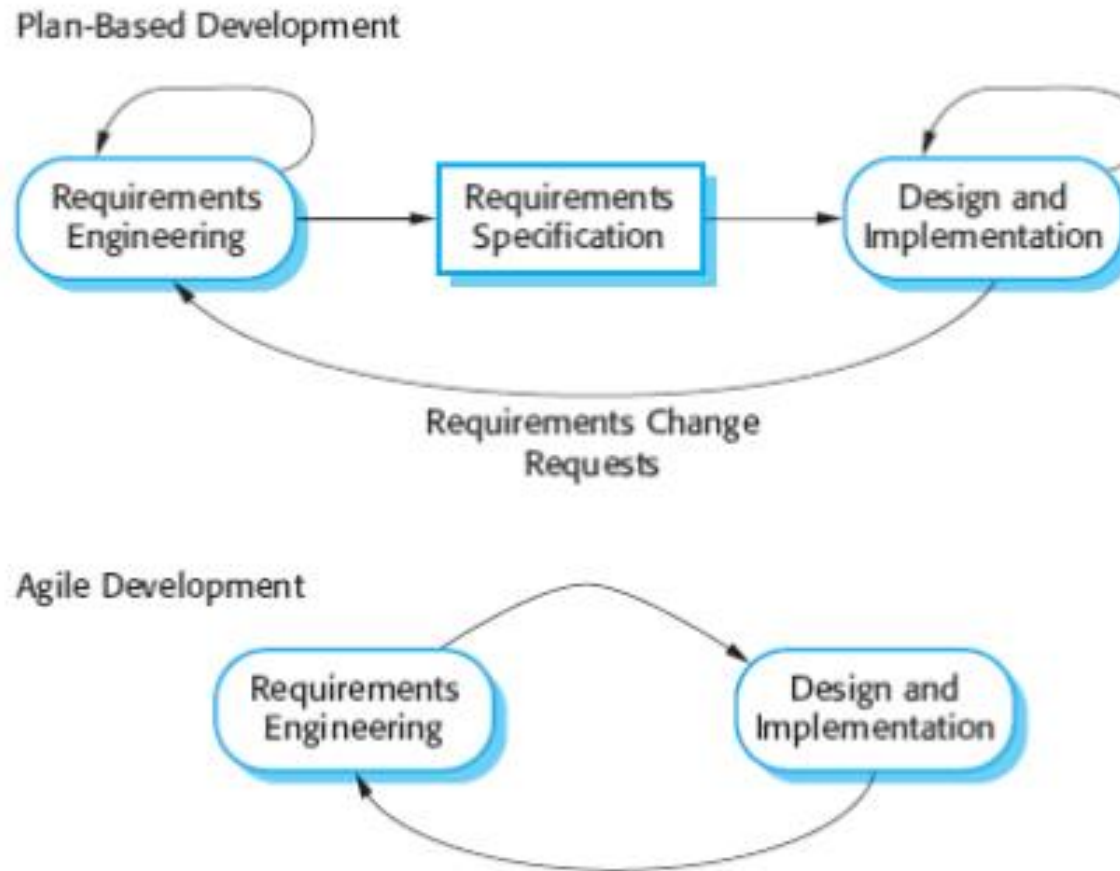 Plan-Based Development
Requirements
Engineering
Requirements
Specification
Design and
Implementation
Requirements Change
Requests
Agile Development
Requirements
Engineering
Design and
Implementation